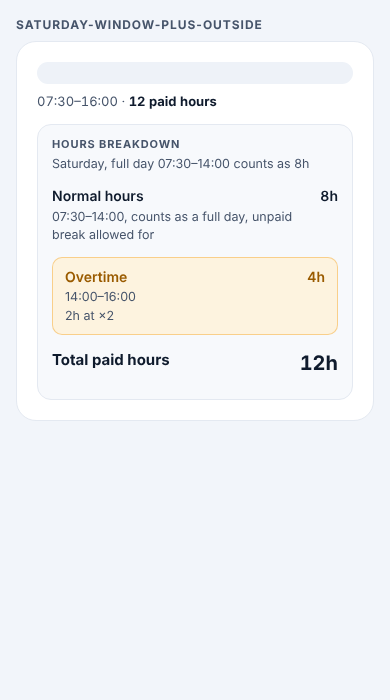 SATURDAY-WINDOW-PLUS-OUTSIDE
07:30–16:00 · 12 paid hours
HOURS BREAKDOWN
Saturday, full day 07:30–14:00 counts as 8h
Normal hours 8h
07:30–14:00, counts as a full day, unpaid
break allowed for
Overtime 4h
14:00–16:00
2h at ×2
Total paid hours 12h